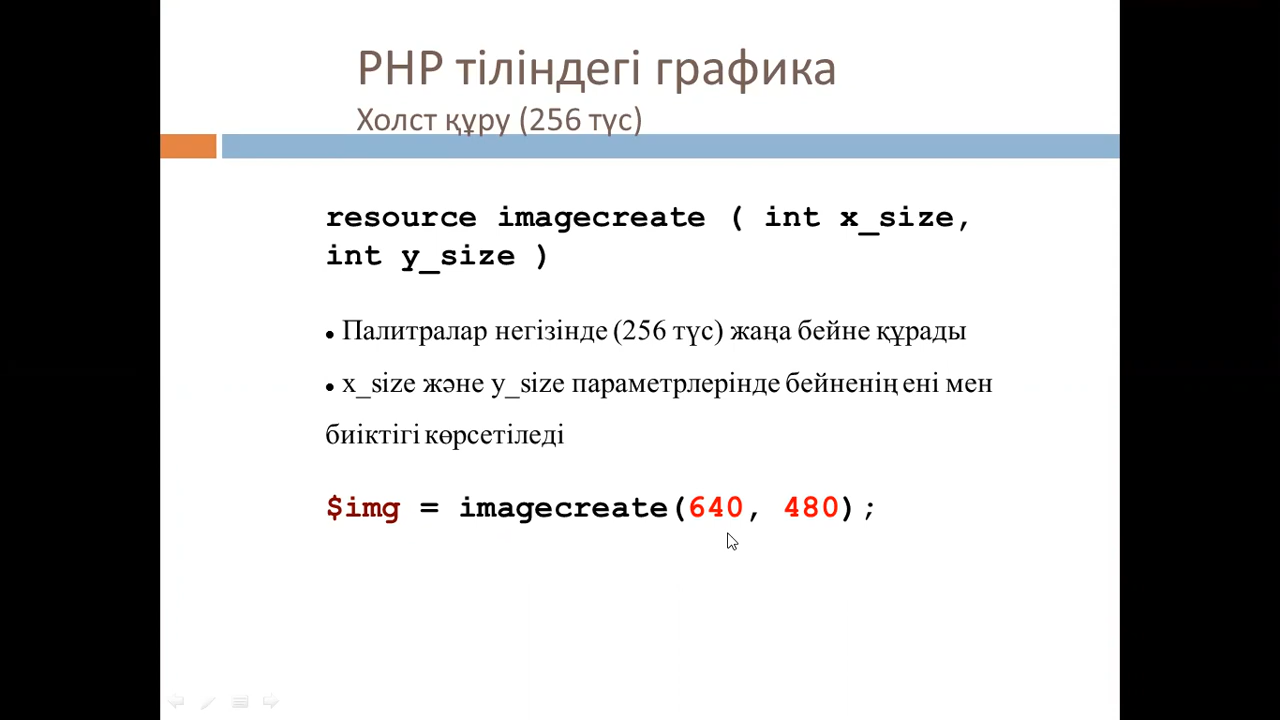 PHP тіліндегі графика
Холст құру (256 түс)
resource imagecreate ( int x_size,
int y_size )
• Палитралар негізінде (256 түс) жаңа бейне құрады
• x_size және y_size параметрлерінде бейненің ені мен
биіктігі көрсетіледі
$img = imagecreate(640, 480);